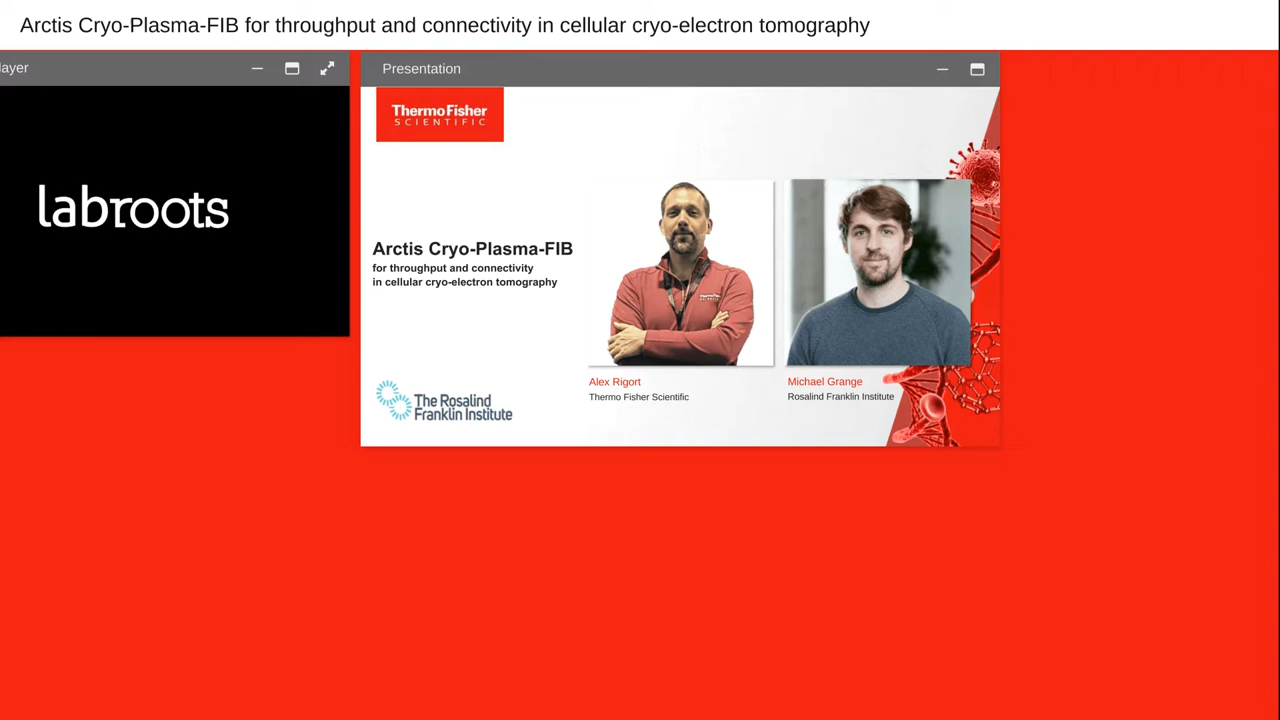 Arctis Cryo-Plasma-FIB for throughput and connectivity in cellular cryo-electron tomography
layer
Presentation
labroots
ThermoFisher
SCIENTIFIC
Arctis Cryo-Plasma-FIB
for throughput and connectivity
in cellular cryo-electron tomography
The Rosalind
Franklin Institute
Alex Rigort
Thermo Fisher Scientific
Michael Grange
Rosalind Franklin Institute